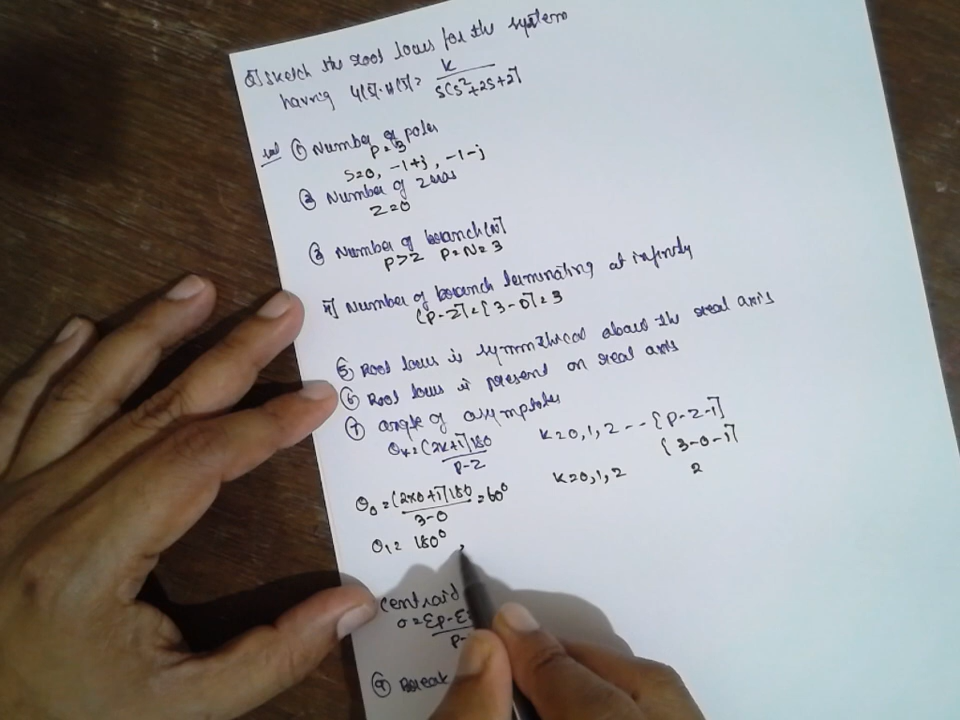 Q] Sketch the root locus for the system
having G(s).H(s) = K / S(S²+2S+2)
Sol ① Number of poles
P = 3
S=0, -1+j, -1-j
② Number of zeros
Z=0
③ Number of branch(N)
P>Z P=N=3
4] Number of branch terminating at infinity
(P-Z) = (3-0) = 3
⑤ Root locus is symmetrical about the real axis
⑥ Root locus is present on real axis
⑦ angle of asymptotes
θK = (2K+1)180 / P-Z K=0,1,2 -- (P-Z-1)
(3-0-1)
θ0 = (2x0+1)180 / 3-0 = 60° K=0,1,2 2
θ1 = 180° ,
Centroid
σ = ΣP-Σ
P-
⑨ Break